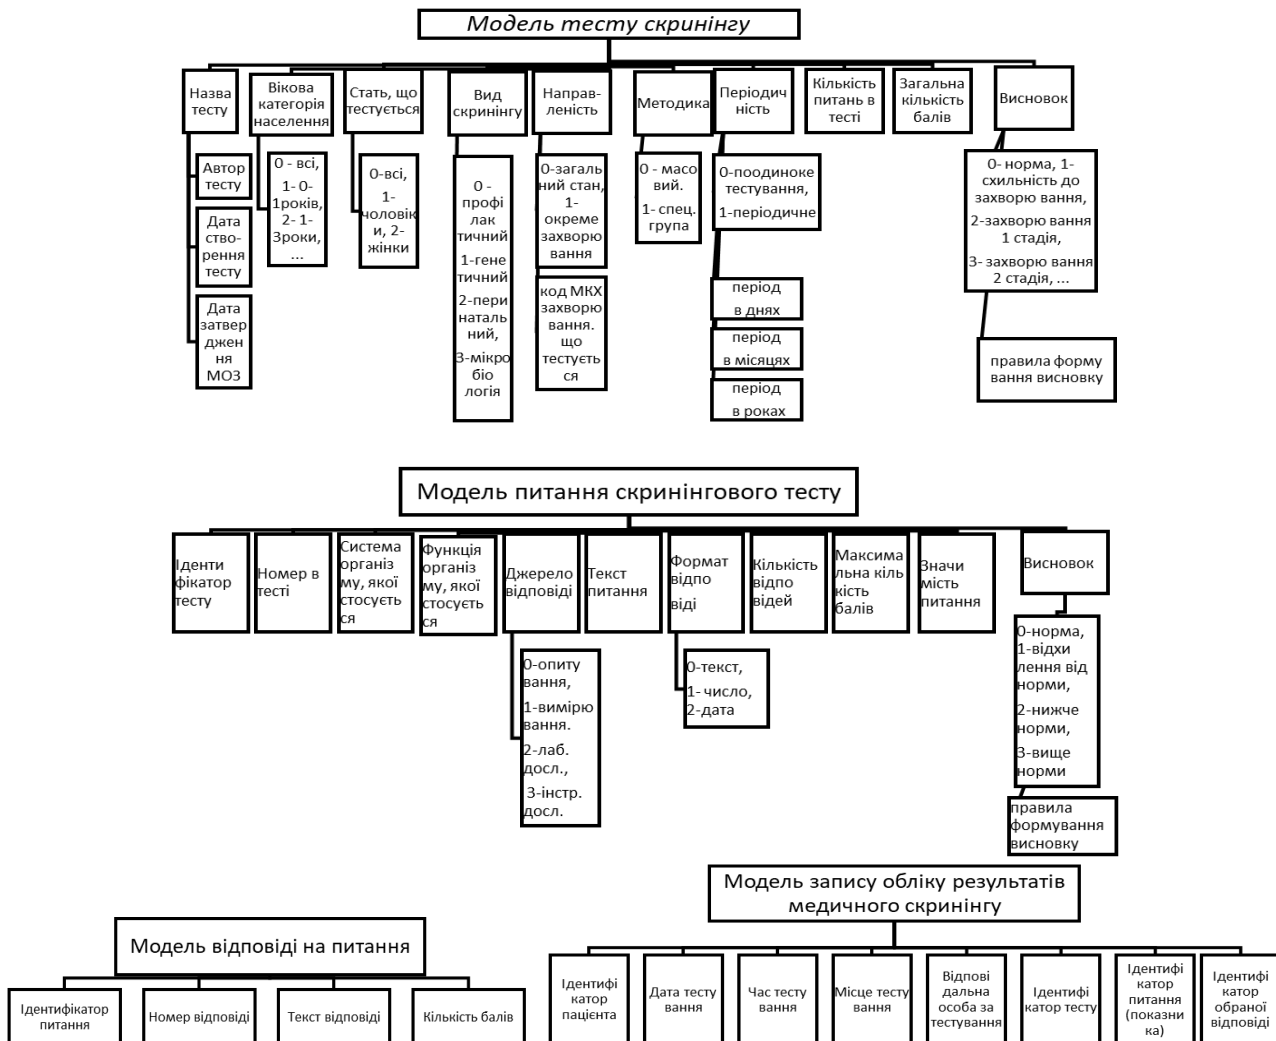 Модель тесту скринінгу
Назва
тесту
Вікова
категорія
населення
Стать, що
тестується
Вид
скринінгу
Направ-
леність
Методика
Періодич
ність
Кількість
питань в
тесті
Загальна
кількість
балів
Висновок
Автор
тесту
Дата
ство-
рення
тесту
Дата
затвер
джен
ня
МОЗ
0 - всі,
1- 0-
1років,
2- 1-
3роки,
...
0-всі,
1-
чоловік
и, 2-
жінки
0 -
профі
лак
тичний
1-гене
тичний
2-пери
наталь
ний,
3-мікро
біо
логія
0-загаль
ний стан,
1-
окреме
захворю
вання
код МКХ
захворю
вання.
що
тестуєть
ся
0 - масо
вий.
1- спец.
група
0-поодиноке
тестування,
1-періодичне
період
в днях
період
в місяцях
період
в роках
0- норма, 1-
схильність до
захворю вання,
2-захворю вання
1 стадія,
3- захворю вання
2 стадія, ...
правила форму
вання висновку
Модель питання скринінгового тесту
Іденти
фікатор
тесту
Номер в
тесті
Система
органіс
му, якої
стосуєть
ся
Функція
організ
му, якої
стосуєть
ся
Джерело
відповіді
Текст
питання
Формат
відпо
віді
Кількість
відпо
відей
Максима
льна кіль
кість
балів
Значи
мість
питання
Висновок
0-опиту
вання,
1-вимірю
вання.
2-лаб.
досл.,
3-інстр.
досл.
0-текст,
1- число,
2-дата
0-норма,
1-відхи
лення від
норми,
2-нижче
норми,
3-вище
норми
правила
формування
висновку
Модель відповіді на питання
Ідентифікатор
питання
Номер відповіді
Текст відповіді
Кількість балів
Модель запису обліку результатів
медичного скринінгу
Ідентифі
катор
пацієнта
Дата тесту
вання
Час тесту
вання
Місце тесту
вання
Відпові
дальна
особа за
тестування
Ідентифі
катор тесту
Ідентифі
катор
питання
(показни
ка)
Ідентифі
катор
обраної
відповіді